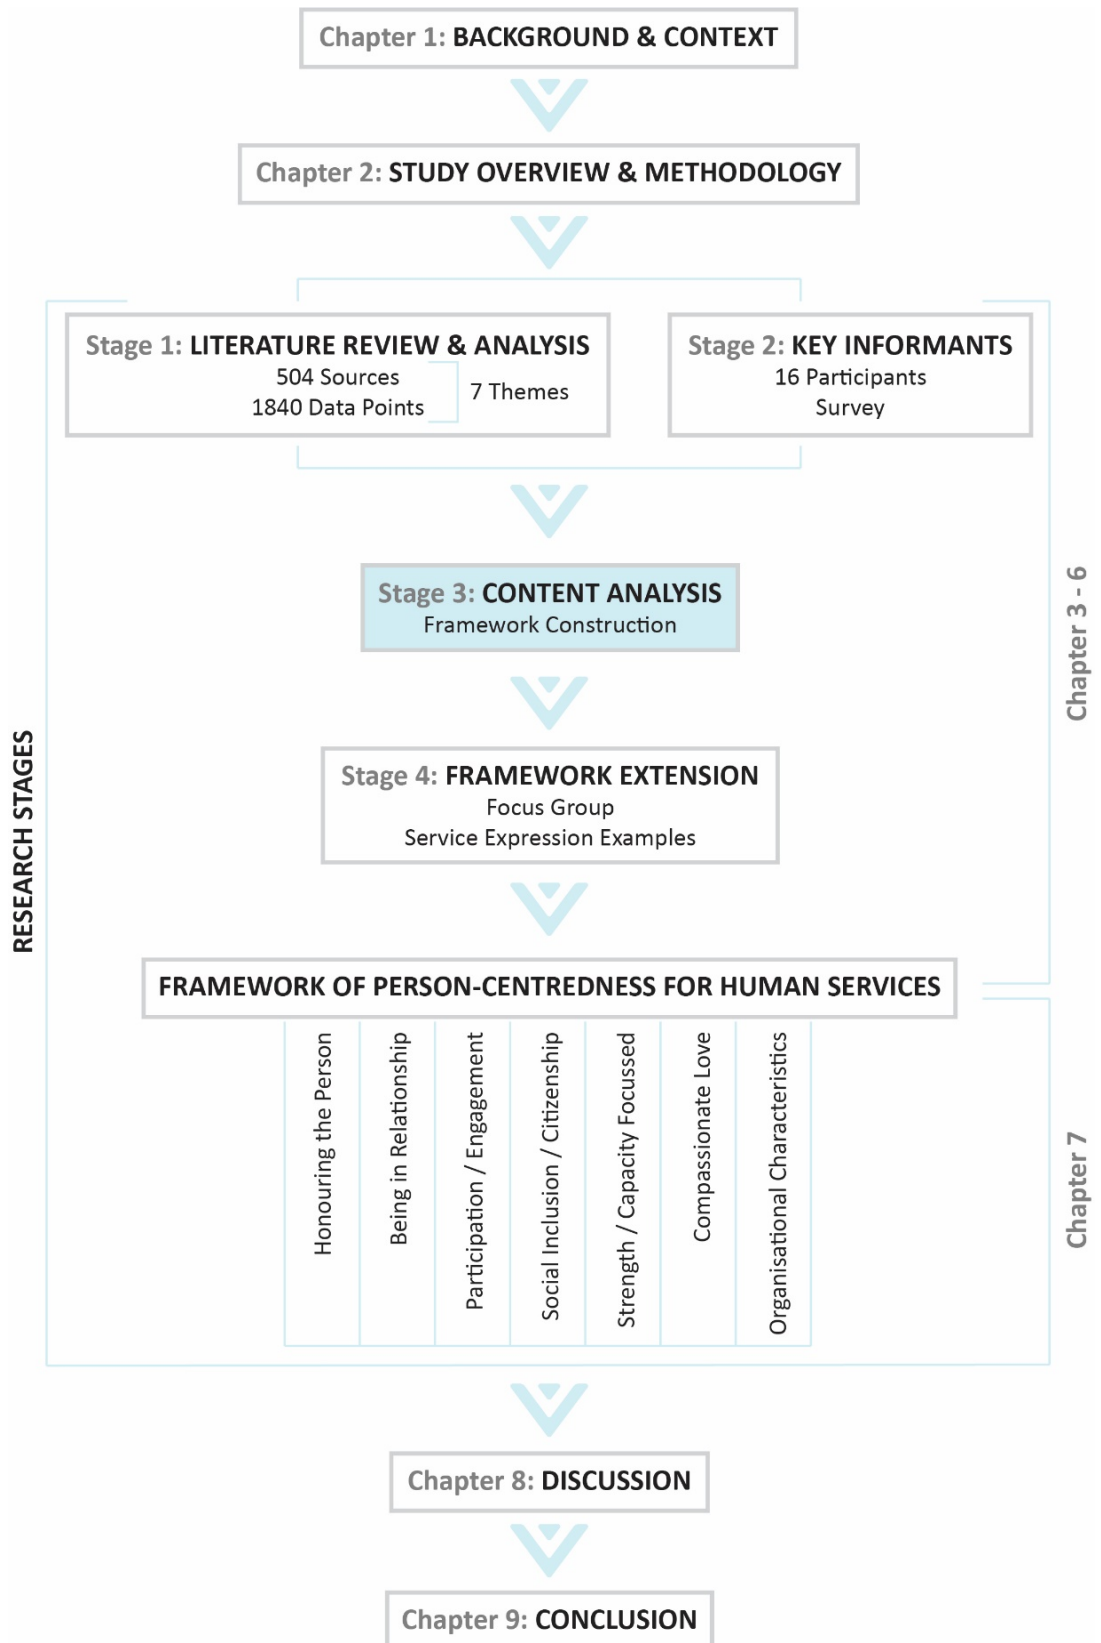 Chapter 1: BACKGROUND & CONTEXT
Chapter 2: STUDY OVERVIEW & METHODOLOGY
Stage 1: LITERATURE REVIEW & ANALYSIS
504 Sources
1840 Data Points
7 Themes
Stage 2: KEY INFORMANTS
16 Participants
Survey
Stage 3: CONTENT ANALYSIS
Framework Construction
Stage 4: FRAMEWORK EXTENSION
Focus Group
Service Expression Examples
RESEARCH STAGES
Chapter 3 - 6
FRAMEWORK OF PERSON-CENTREDNESS FOR HUMAN SERVICES
Honouring the Person
Being in Relationship
Participation / Engagement
Social Inclusion / Citizenship
Strength / Capacity Focussed
Compassionate Love
Organisational Characteristics
Chapter 7
Chapter 8: DISCUSSION
Chapter 9: CONCLUSION